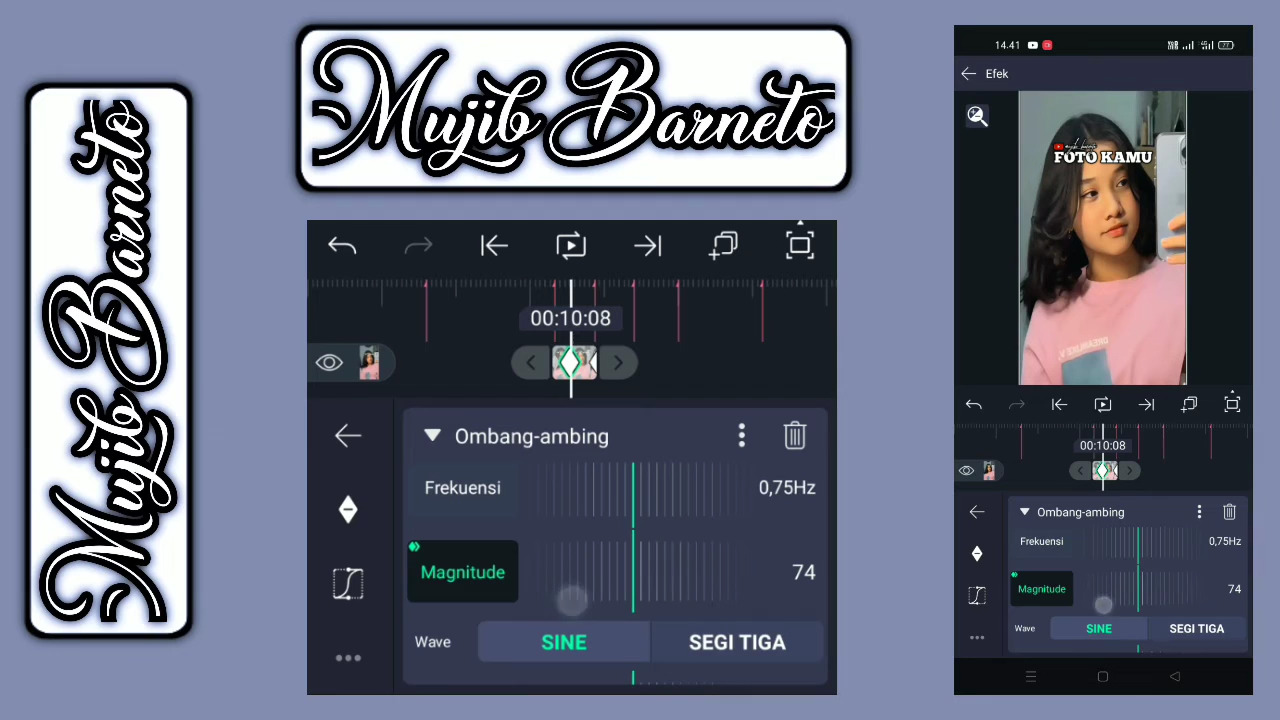 Mujib Barneto
Mujib Barneto
00:10:08
Ombang-ambing
Frekuensi
0,75Hz
Magnitude
74
Wave
SINE
SEGI TIGA
14.41
Efek
FOTO KAMU
00:10:08
Ombang-ambing
Frekuensi
0,75Hz
Magnitude
74
Wave
SINE
SEGI TIGA